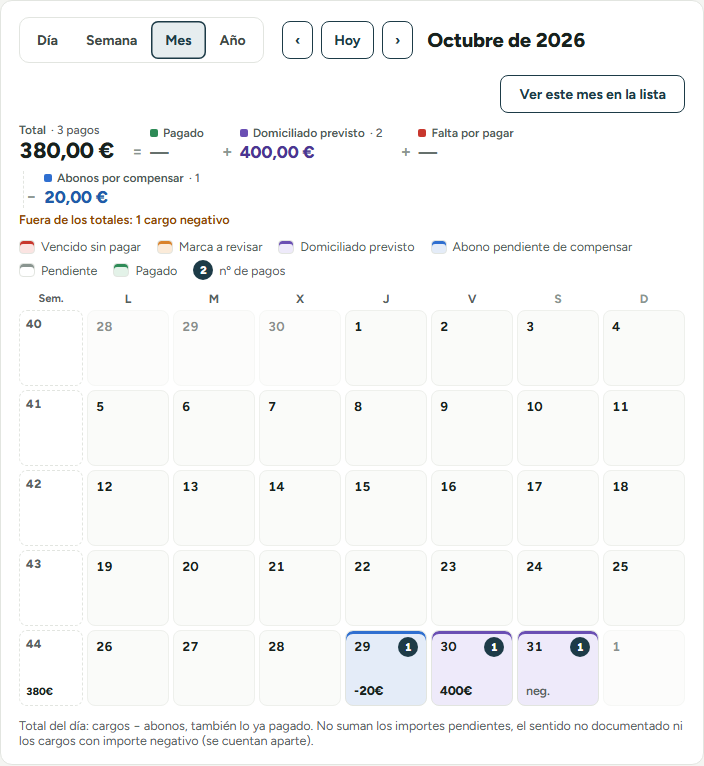 Día Semana Mes Año ‹ Hoy › Octubre de 2026
Ver este mes en la lista
Total · 3 pagos Pagado Domiciliado previsto · 2 Falta por pagar
380,00 € = — + 400,00 € + —
Abonos por compensar · 1
− 20,00 €
Fuera de los totales: 1 cargo negativo
Vencido sin pagar Marca a revisar Domiciliado previsto Abono pendiente de compensar
Pendiente Pagado 2 nº de pagos
Sem. L M X J V S D
40 28 29 30 1 2 3 4
41 5 6 7 8 9 10 11
42 12 13 14 15 16 17 18
43 19 20 21 22 23 24 25
44 26 27 28 29 1 30 1 31 1 1
380€ -20€ 400€ neg.
Total del día: cargos − abonos, también lo ya pagado. No suman los importes pendientes, el sentido no documentado ni
los cargos con importe negativo (se cuentan aparte).